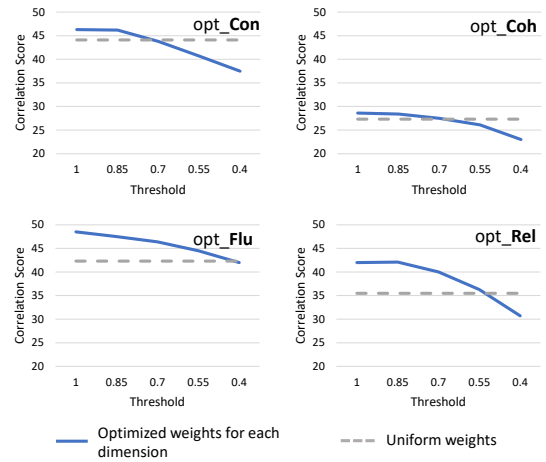 opt_Con
50
45
40
35
30
25
20
Correlation Score
1 0.85 0.7 0.55 0.4
Threshold
opt_Coh
50
45
40
35
30
25
20
Correlation Score
1 0.85 0.7 0.55 0.4
Threshold
opt_Flu
50
45
40
35
30
25
20
Correlation Score
1 0.85 0.7 0.55 0.4
Threshold
opt_Rel
50
45
40
35
30
25
20
Correlation Score
1 0.85 0.7 0.55 0.4
Threshold
Optimized weights for each
dimension
Uniform weights